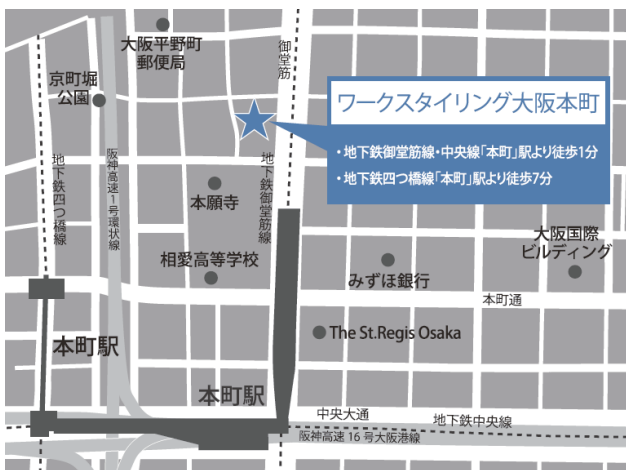 大阪平野町
郵便局
御堂筋
京町堀
公園
ワークスタイリング大阪本町
・地下鉄御堂筋線・中央線「本町」駅より徒歩1分
・地下鉄四つ橋線「本町」駅より徒歩7分
地下鉄四つ橋線
阪神高速1号環状線
地下鉄御堂筋線
本願寺
相愛高等学校
みずほ銀行
大阪国際
ビルディング
本町通
The St.Regis Osaka
本町駅
本町駅
中央大通
地下鉄中央線
阪神高速16号大阪港線